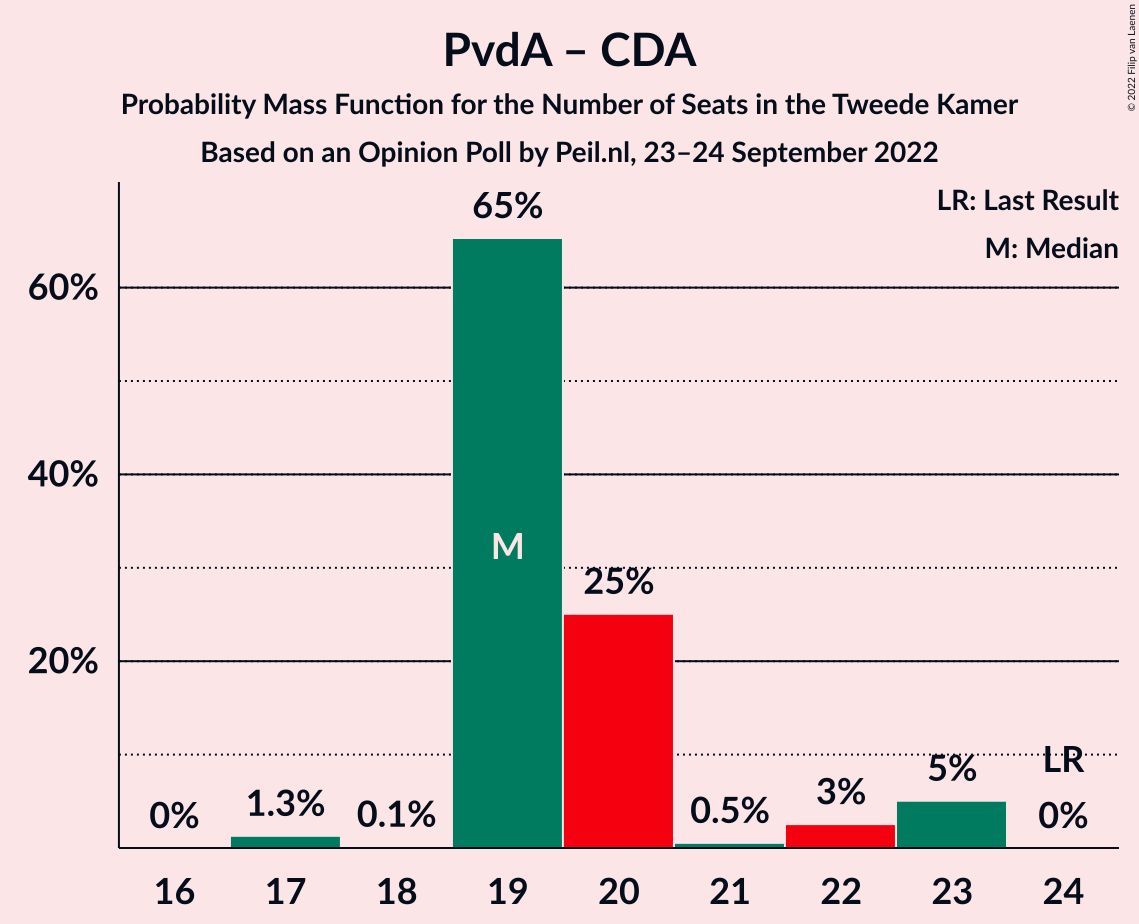 PvdA – CDA
Probability Mass Function for the Number of Seats in the Tweede Kamer
Based on an Opinion Poll by Peil.nl, 23–24 September 2022
© 2022 Filip van Laenen
LR: Last Result
M: Median
60%
40%
20%
0%
1.3%
0.1%
65%
M
25%
0.5%
3%
5%
LR
0%
16 17 18 19 20 21 22 23 24